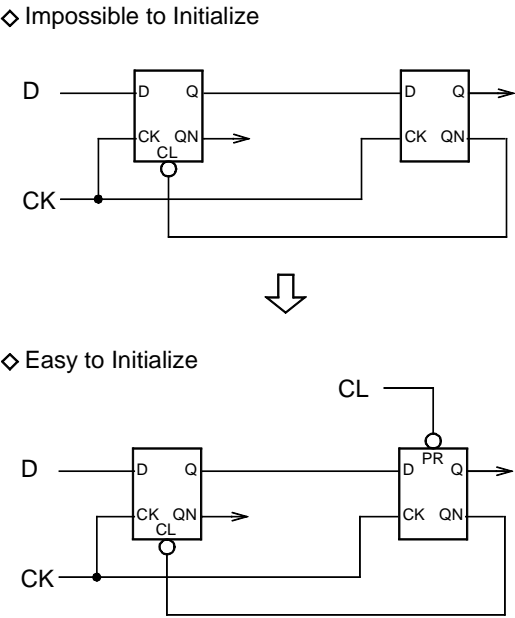 ◇ Impossible to Initialize
D
D Q
D Q
CK QN
CL
CK QN
CK
◇ Easy to Initialize
CL
D
D Q
PR
D Q
CK QN
CL
CK QN
CK